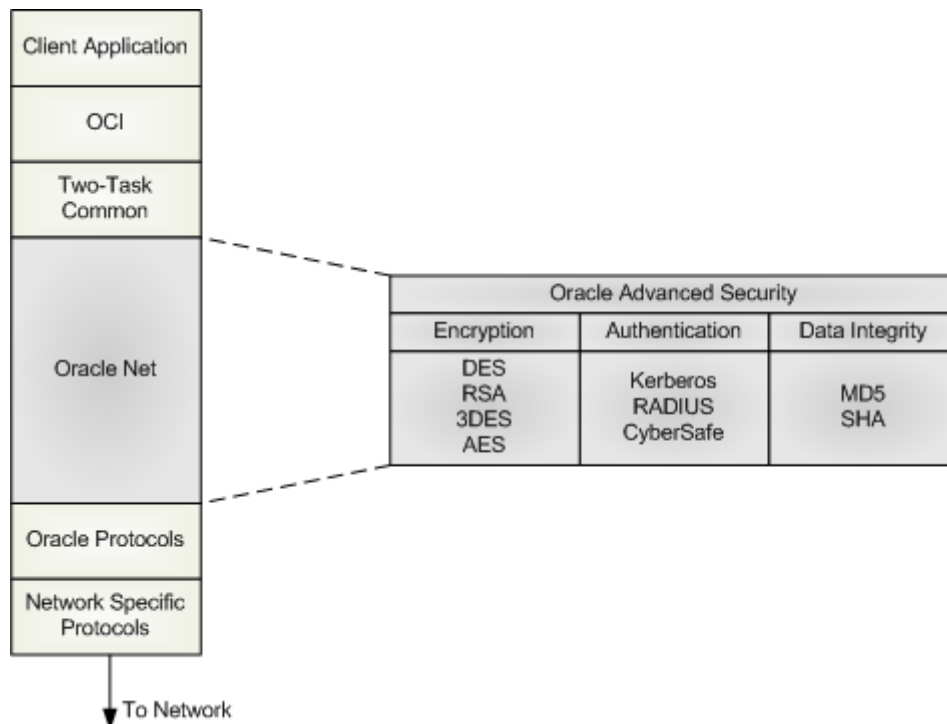 Client Application
OCI
Two-Task
Common
Oracle Net
Oracle Protocols
Network Specific
Protocols
To Network
Oracle Advanced Security
Encryption
Authentication
Data Integrity
DES
RSA
3DES
AES
Kerberos
RADIUS
CyberSafe
MD5
SHA